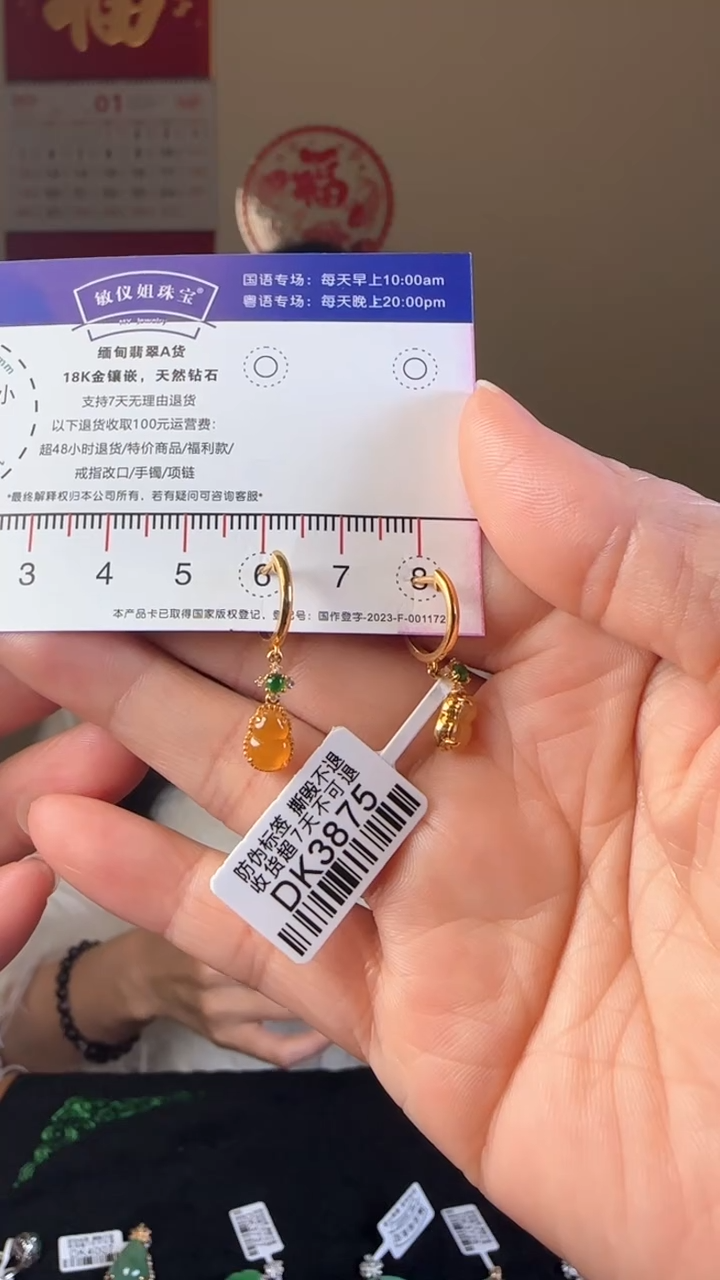 福
01
福
敏仪姐珠宝®
国语专场：每天早上10:00am
粤语专场：每天晚上20:00pm
缅甸翡翠A货
18K金镶嵌，天然钻石
支持7天无理由退货
以下退货收取100元运营费：
超48小时退货/特价商品/福利款/
戒指改口/手镯/项链
*最终解释权归本公司所有，若有疑问可咨询客服*
mm
小
3 4 5 6 7 8
本产品卡已取得国家版权登记，登 号：国作登字-2023-F-001172
防伪标签 撕毁不退
收货超7天不可退
DK3875